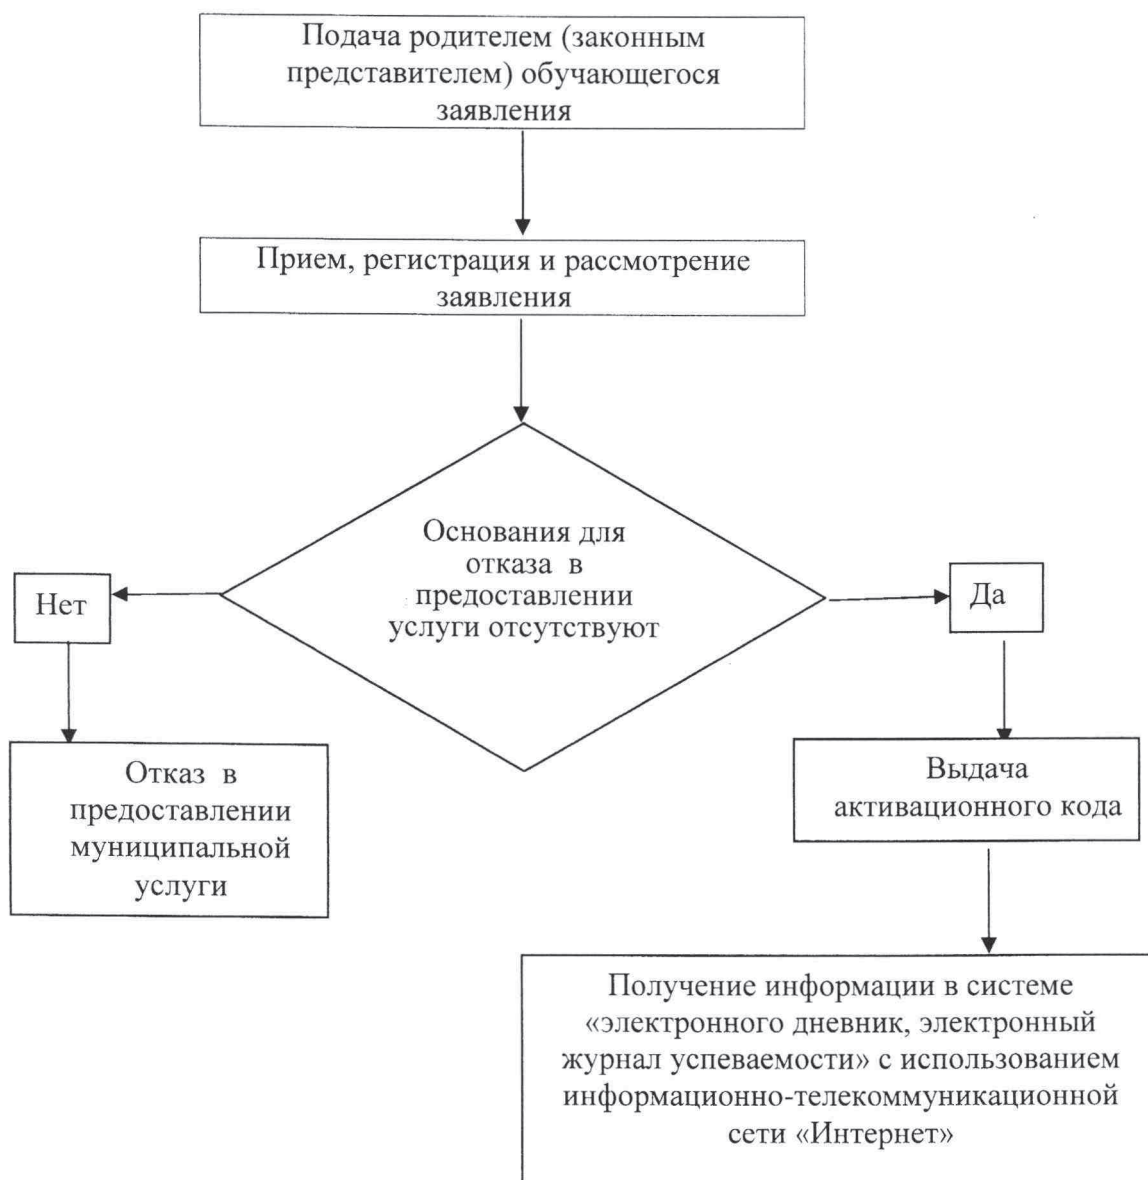 Подача родителем (законным
представителем) обучающегося
заявления
Прием, регистрация и рассмотрение
заявления
Основания для
отказа в
предоставлении
услуги отсутствуют
Нет
Да
Отказ в
предоставлении
муниципальной
услуги
Выдача
активационного кода
Получение информации в системе
«электронного дневник, электронный
журнал успеваемости» с использованием
информационно-телекоммуникационной
сети «Интернет»